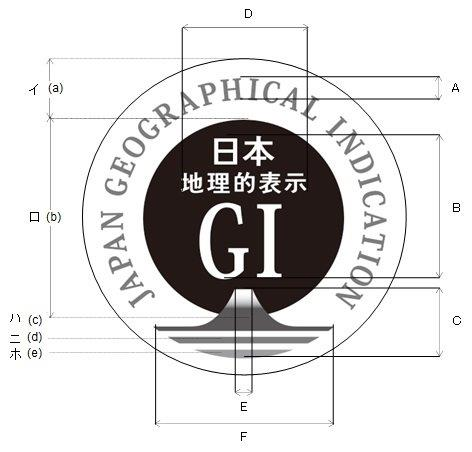 D
イ (a)
A
JAPAN GEOGRAPHICAL INDICATION
日本
地理的表示
GI
ロ (b)
B
ハ (c)
ニ (d)
ホ (e)
C
E
F